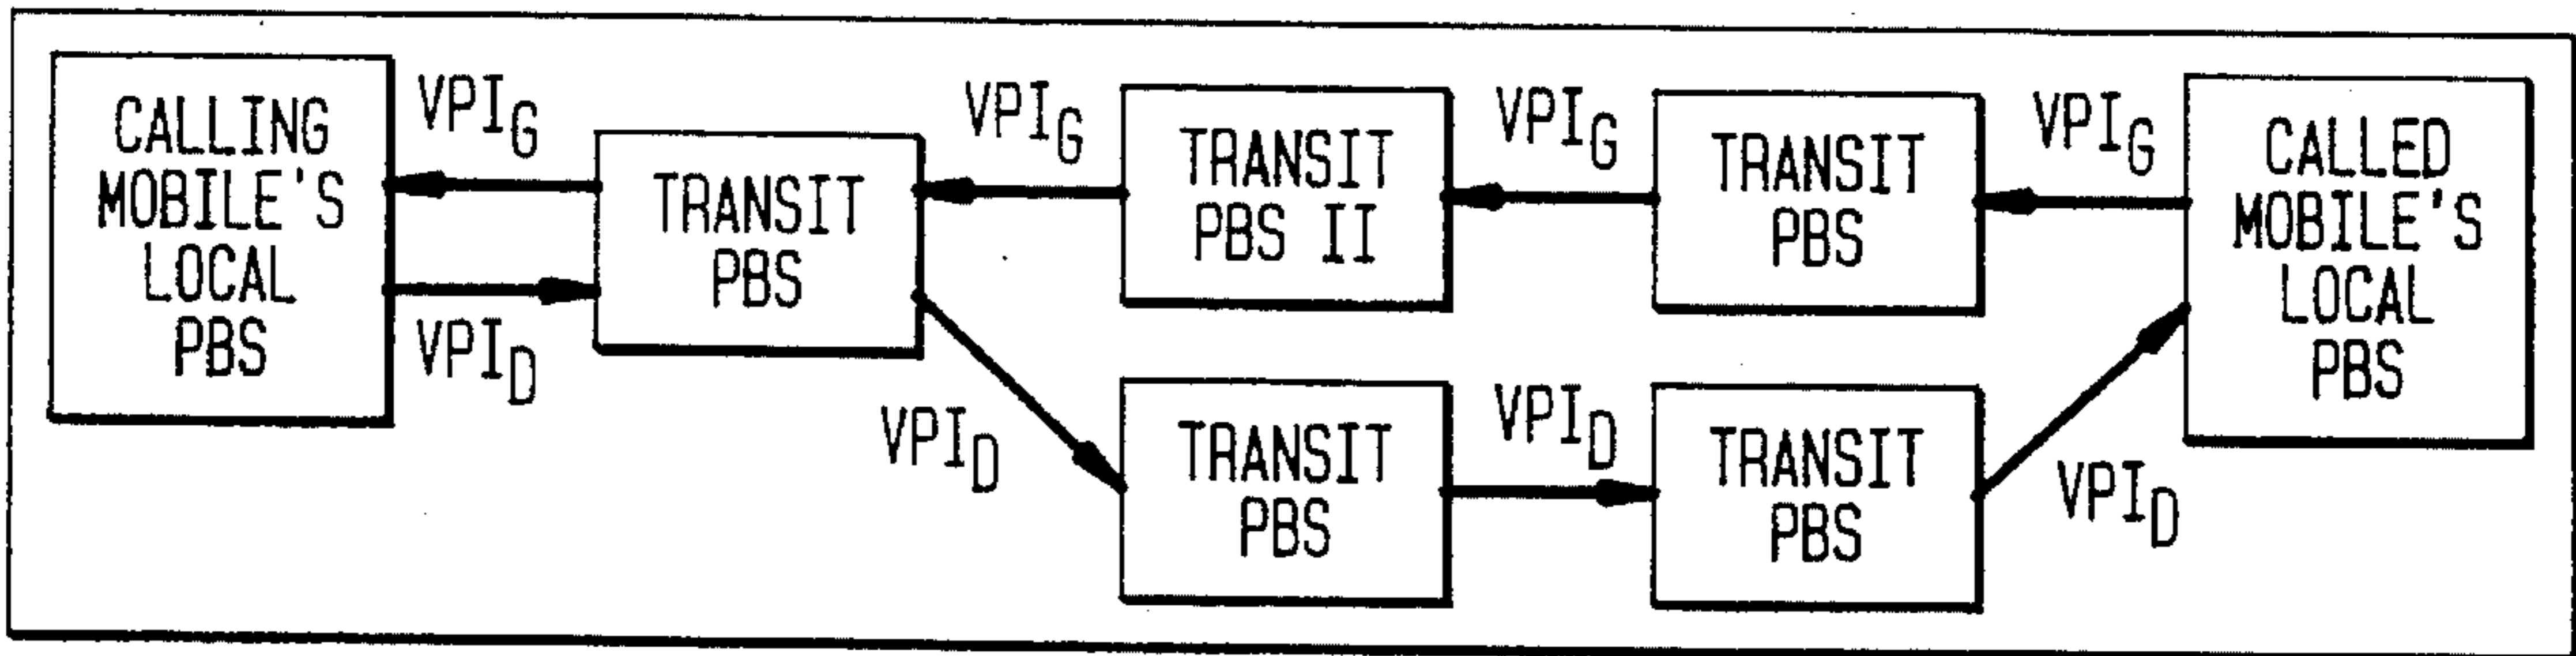 CALLING
MOBILE'S
LOCAL
PBS
VPIG
VPID
TRANSIT
PBS
VPIG
VPID
TRANSIT
PBS II
VPIG
TRANSIT
PBS
VPIG
TRANSIT
PBS
VPID
TRANSIT
PBS
VPID
CALLED
MOBILE'S
LOCAL
PBS